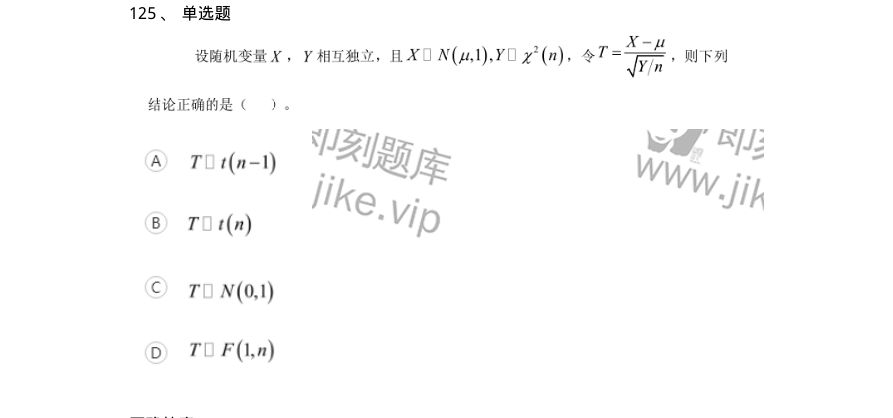 125、 单选题
设随机变量 X ， Y 相互独立，且 X□ N(μ,1),Y□ χ²(n)，令 T = (X − μ)/√(Y/n) ，则下列
结论正确的是（ ）。
A T□ t(n−1)
B T□ t(n)
C T□ N(0,1)
D T□ F(1,n)
即刻题库
jike.vip
www.jik